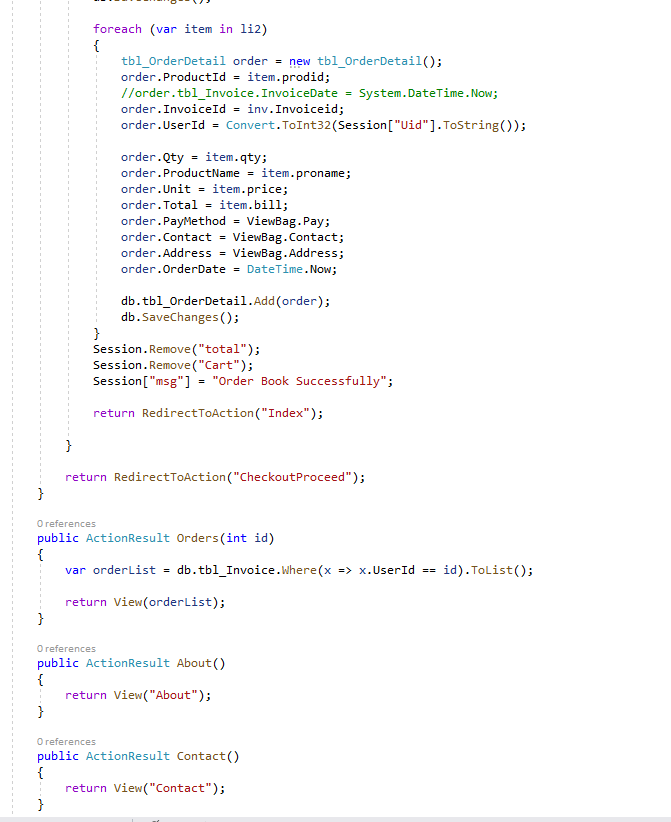 db.SaveChanges();
foreach (var item in li2)
{
tbl_OrderDetail order = new tbl_OrderDetail();
order.ProductId = item.prodid;
//order.tbl_Invoice.InvoiceDate = System.DateTime.Now;
order.InvoiceId = inv.Invoiceid;
order.UserId = Convert.ToInt32(Session["Uid"].ToString());
order.Qty = item.qty;
order.ProductName = item.proname;
order.Unit = item.price;
order.Total = item.bill;
order.PayMethod = ViewBag.Pay;
order.Contact = ViewBag.Contact;
order.Address = ViewBag.Address;
order.OrderDate = DateTime.Now;
db.tbl_OrderDetail.Add(order);
db.SaveChanges();
}
Session.Remove("total");
Session.Remove("Cart");
Session["msg"] = "Order Book Successfully";
return RedirectToAction("Index");
}
return RedirectToAction("CheckoutProceed");
}
0 references
public ActionResult Orders(int id)
{
var orderList = db.tbl_Invoice.Where(x => x.UserId == id).ToList();
return View(orderList);
}
0 references
public ActionResult About()
{
return View("About");
}
0 references
public ActionResult Contact()
{
return View("Contact");
}